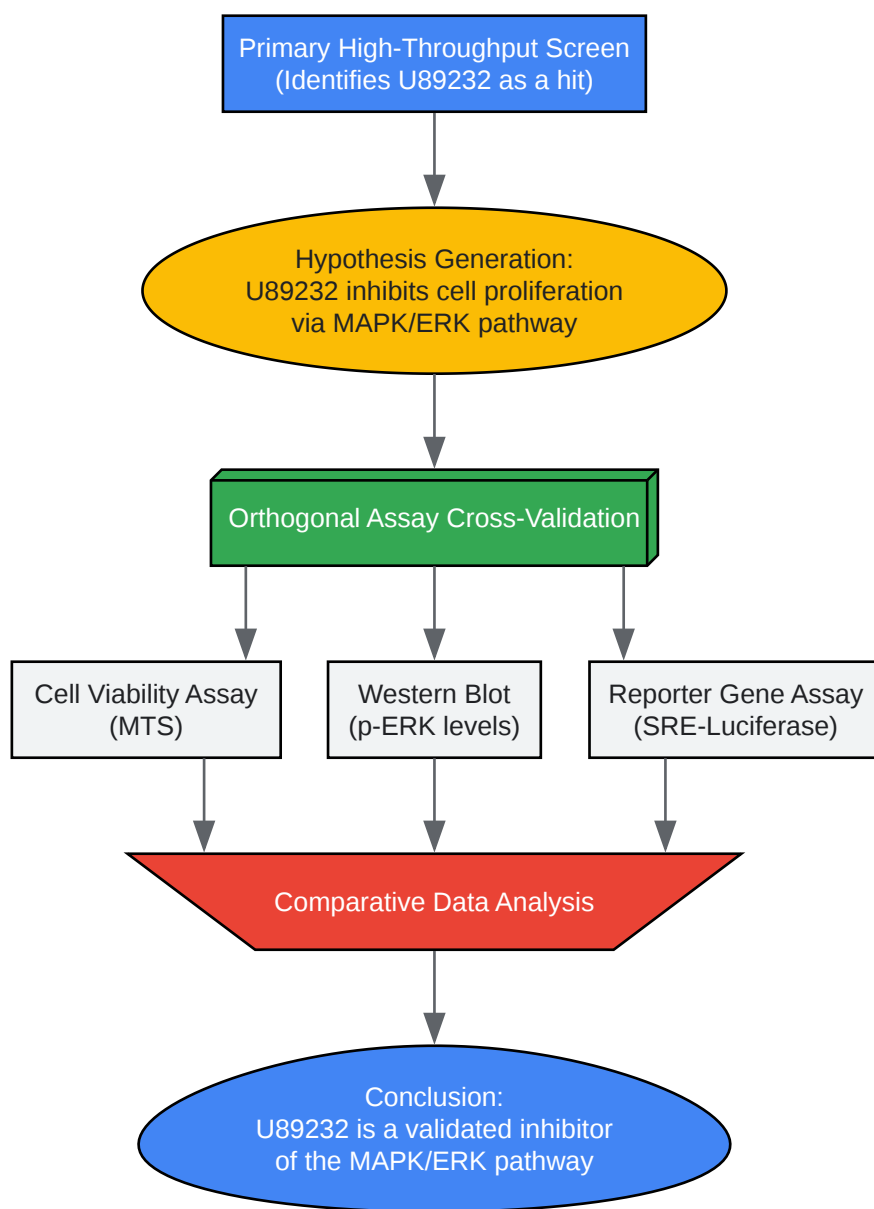 Primary High-Throughput Screen
(Identifies U89232 as a hit)
Hypothesis Generation:
U89232 inhibits cell proliferation
via MAPK/ERK pathway
Orthogonal Assay Cross-Validation
Cell Viability Assay
(MTS)
Western Blot
(p-ERK levels)
Reporter Gene Assay
(SRE-Luciferase)
Comparative Data Analysis
Conclusion:
U89232 is a validated inhibitor
of the MAPK/ERK pathway